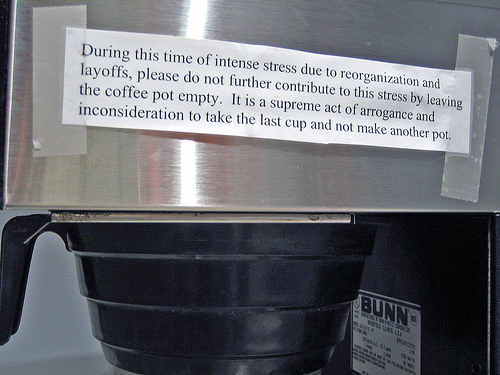 During this time of intense stress due to reorganization and
layoffs, please do not further contribute to this stress by leaving
the coffee pot empty.  It is a supreme act of arrogance and
inconsideration to take the last cup and not make another pot.
BUNN